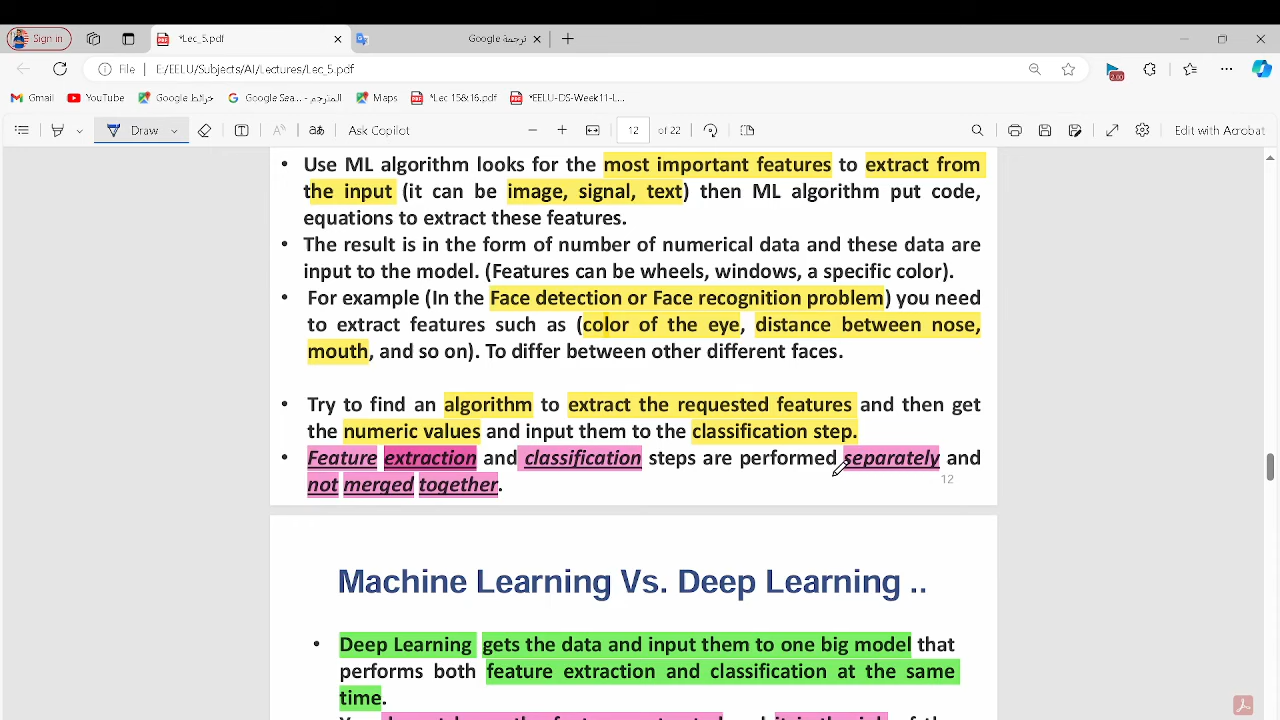 Sign in
*Lec_5.pdf
ترجمة Google
File
E:/EELU/Subjects/AI/Lectures/Lec_5.pdf
2.00
Gmail
YouTube
خرائط Google
Google Sea...
Maps
*Lec 15&16.pdf
*EELU-DS-Week11-L...
Draw
Ask Copilot
12
of 22
Edit with Acrobat
• Use ML algorithm looks for the most important features to extract from
the input (it can be image, signal, text) then ML algorithm put code,
equations to extract these features.
• The result is in the form of number of numerical data and these data are
input to the model. (Features can be wheels, windows, a specific color).
• For example (In the Face detection or Face recognition problem) you need
to extract features such as (color of the eye, distance between nose,
mouth, and so on). To differ between other different faces.
• Try to find an algorithm to extract the requested features and then get
the numeric values and input them to the classification step.
• Feature extraction and classification steps are performed separately and
not merged together.
12
Machine Learning Vs. Deep Learning ..
• Deep Learning gets the data and input them to one big model that
performs both feature extraction and classification at the same
time.